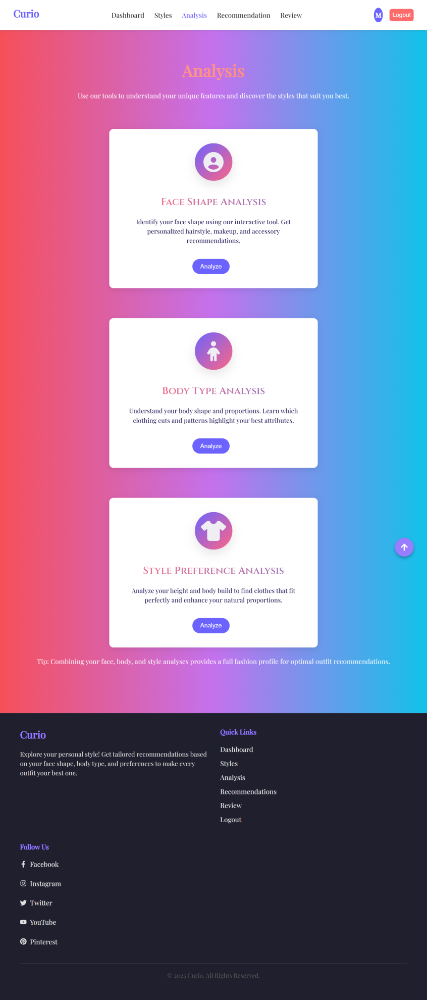 Curio
Dashboard
Styles
Analysis
Recommendation
Review
M
Logout
Analysis
Use our tools to understand your unique features and discover the styles that suit you best.
Face Shape Analysis
Identify your face shape using our interactive tool. Get
personalized hairstyle, makeup, and accessory
recommendations.
Analyze
Body Type Analysis
Understand your body shape and proportions. Learn which
clothing cuts and patterns highlight your best attributes.
Analyze
Style Preference Analysis
Analyze your height and body build to find clothes that fit
perfectly and enhance your natural proportions.
Analyze
Tip: Combining your face, body, and style analyses provides a full fashion profile for optimal outfit recommendations.
Curio
Explore your personal style! Get tailored recommendations based
on your face shape, body type, and preferences to make every
outfit your best one.
Quick Links
Dashboard
Styles
Analysis
Recommendations
Review
Logout
Follow Us
Facebook
Instagram
Twitter
YouTube
Pinterest
© 2025 Curio. All Rights Reserved.